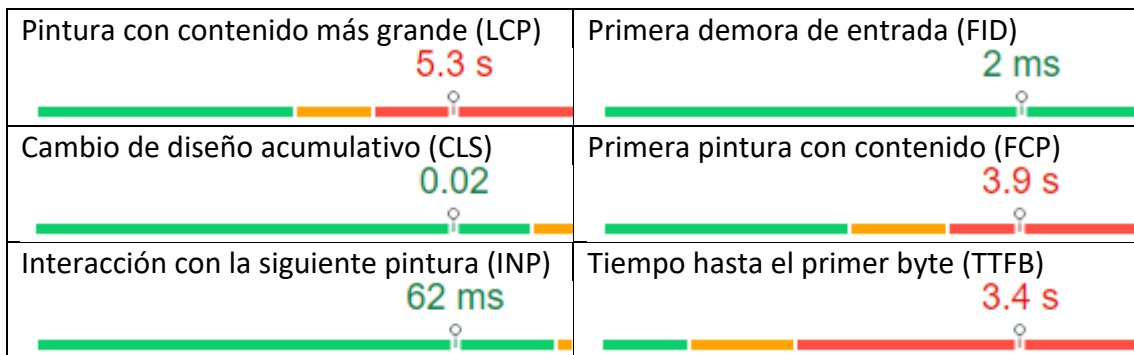 Pintura con contenido más grande (LCP)
5.3 s
Primera demora de entrada (FID)
2 ms
Cambio de diseño acumulativo (CLS)
0.02
Primera pintura con contenido (FCP)
3.9 s
Interacción con la siguiente pintura (INP)
62 ms
Tiempo hasta el primer byte (TTFB)
3.4 s